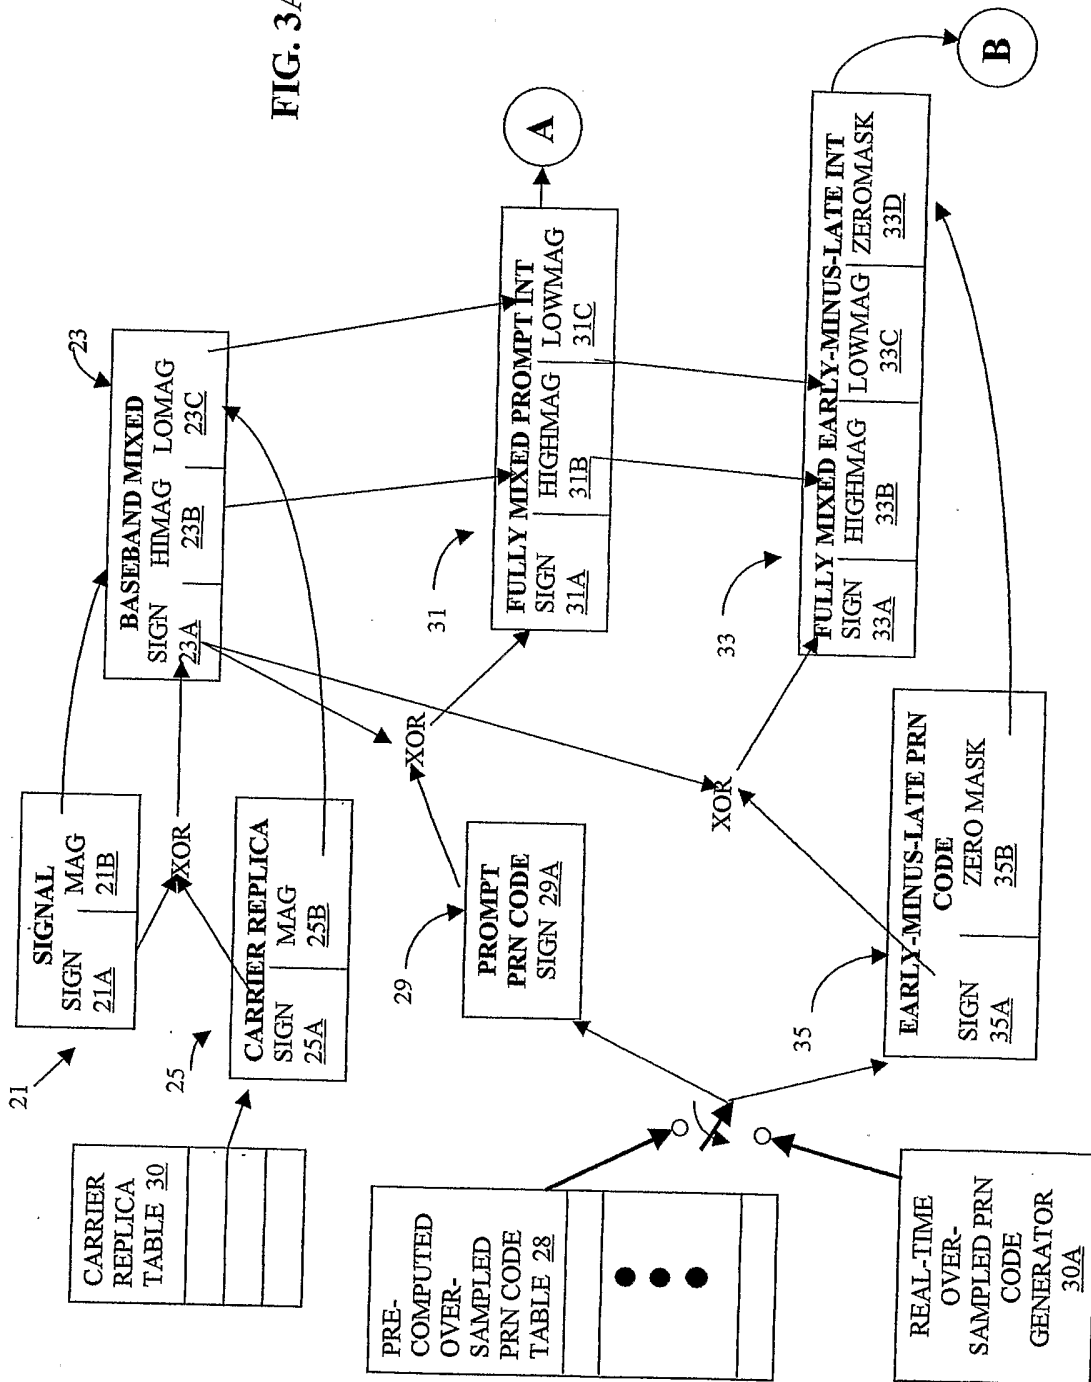 FIG. 3A
21
SIGNAL
SIGN MAG
21A 21B
XOR
23
BASEBAND MIXED
SIGN HIMAG LOMAG
23A 23B 23C
CARRIER
REPLICA
TABLE 30
25
CARRIER REPLICA
SIGN MAG
25A 25B
XOR
29
PROMPT
PRN CODE
SIGN 29A
31
FULLY MIXED PROMPT INT
SIGN HIGHMAG LOWMAG
31A 31B 31C
A
PRE-
COMPUTED
OVER-
SAMPLED
PRN CODE
TABLE 28
XOR
33
FULLY MIXED EARLY-MINUS-LATE INT
SIGN HIGHMAG LOWMAG ZEROMASK
33A 33B 33C 33D
B
35
EARLY-MINUS-LATE PRN
CODE
SIGN ZERO MASK
35A 35B
REAL-TIME
OVER-
SAMPLED PRN
CODE
GENERATOR
30A